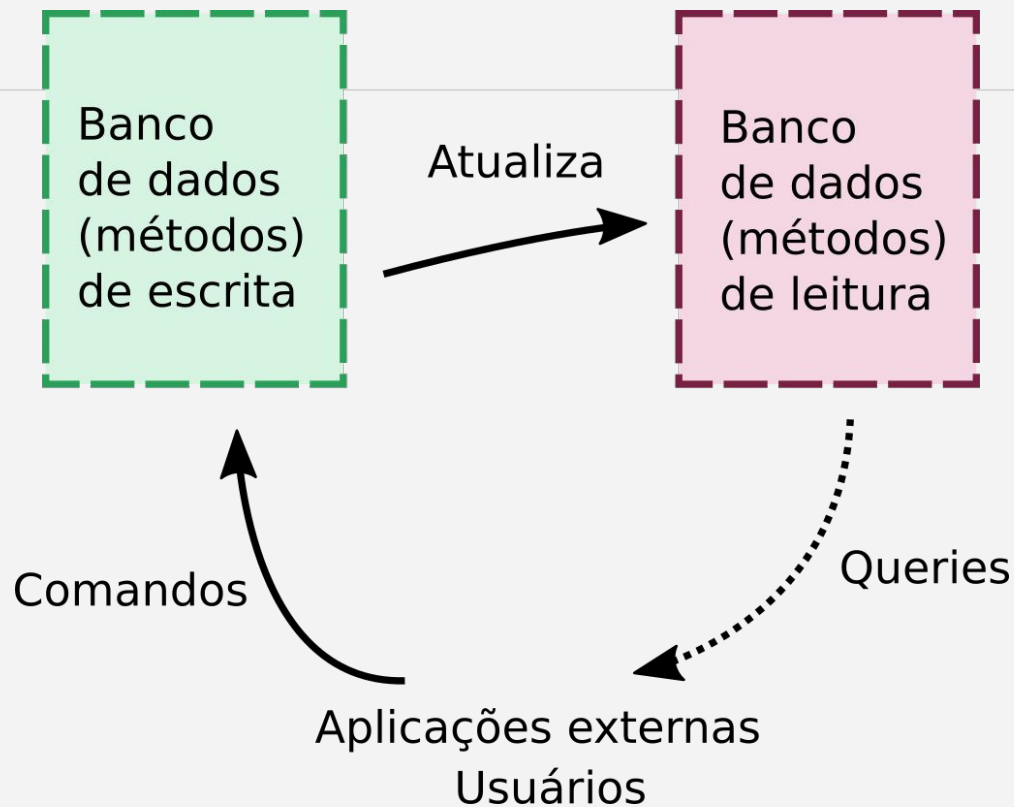 Banco
de dados
(métodos)
de escrita
Atualiza
Banco
de dados
(métodos)
de leitura
Comandos
Queries
Aplicações externas
Usuários